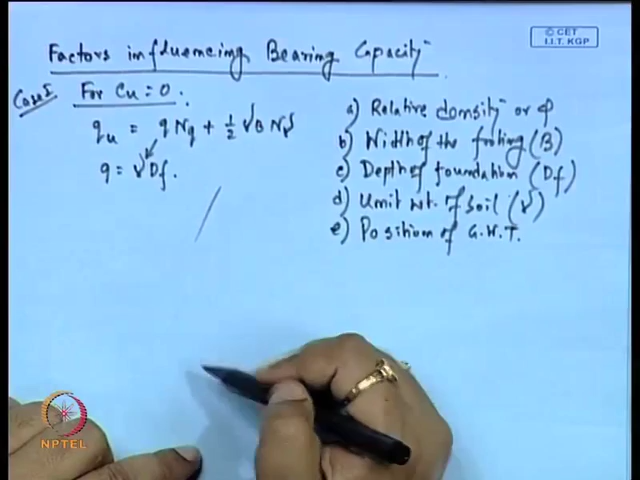 © CET
I.I.T. KGP
Factors influencing Bearing Capacity
Case I
For Cu = 0.
qu = q Nq + 1/2 γ B Nγ
q = γ Df.
a) Relative density or φ
b) Width of the footing (B)
c) Depth of foundation (Df)
d) Unit wt. of soil (γ)
e) Position of G.W.T.
NPTEL